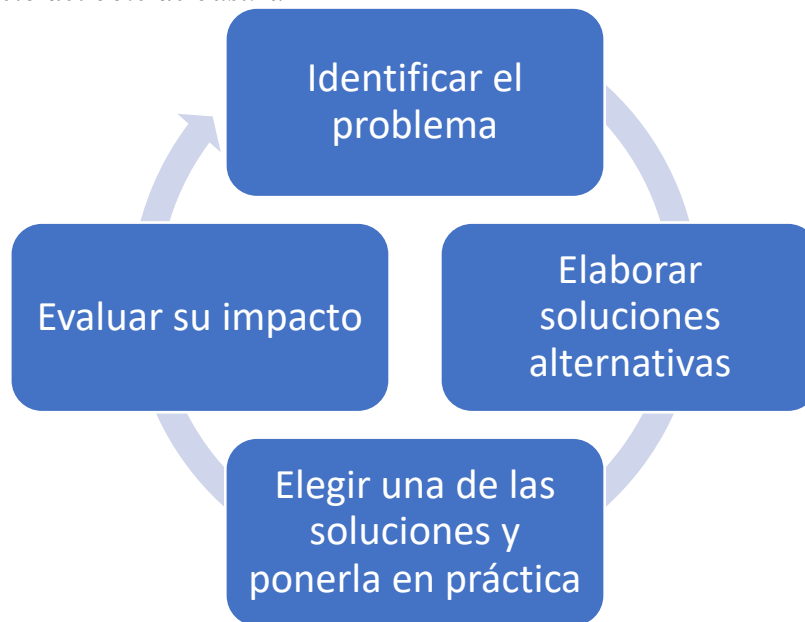 Identificar el
problema
Elaborar
soluciones
alternativas
Elegir una de las
soluciones y
ponerla en práctica
Evaluar su impacto